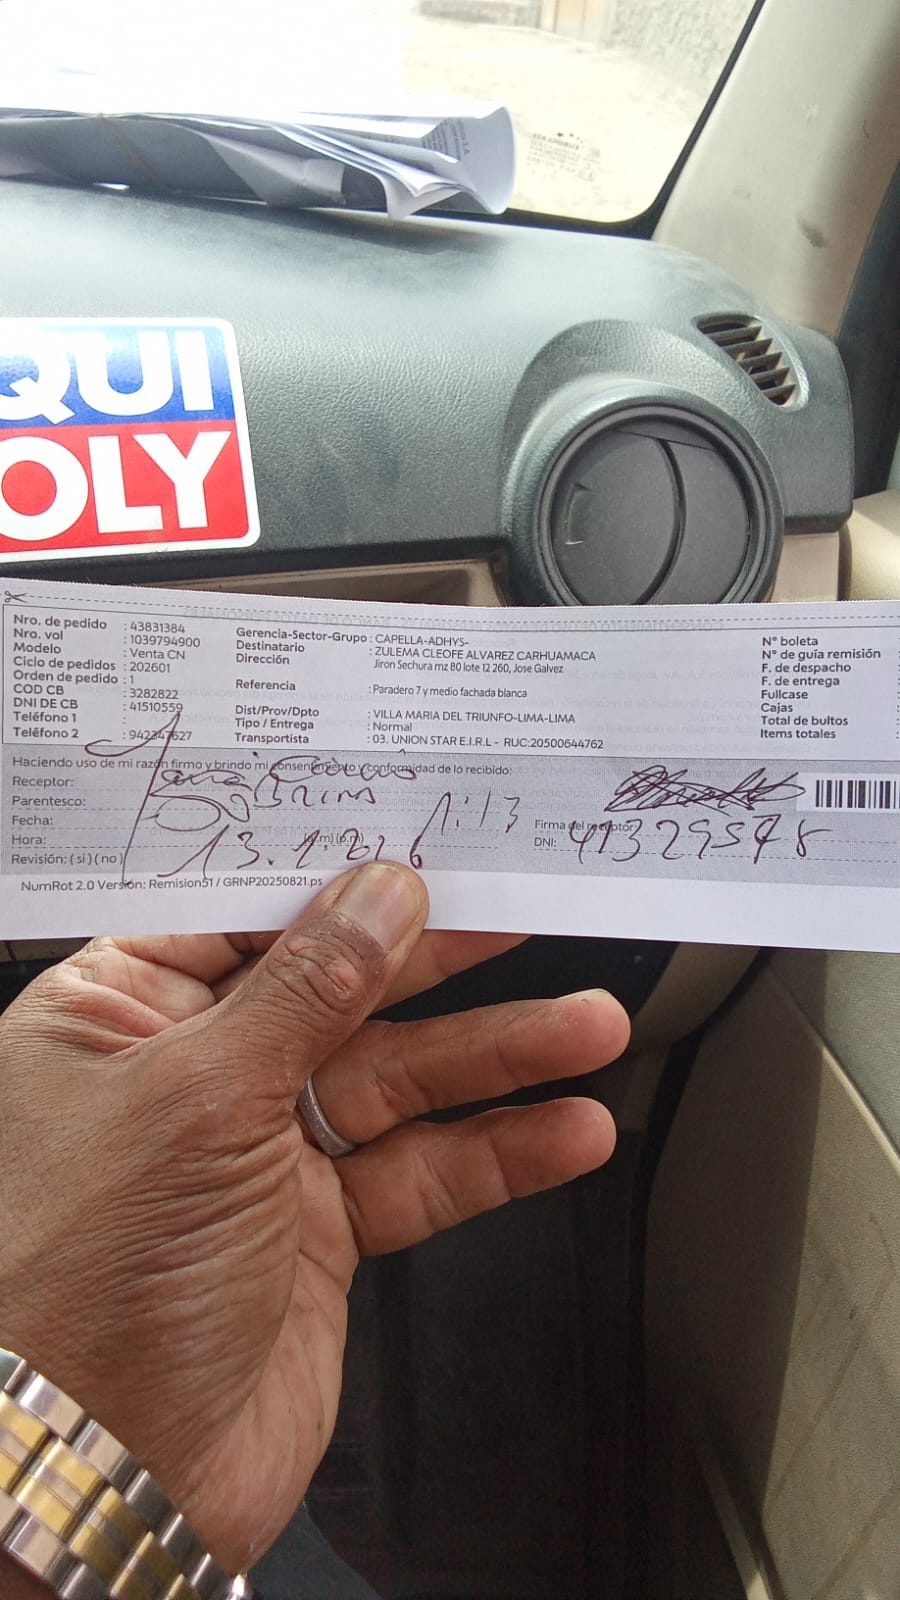 QUI
OLY
Nro. de pedido : 43831384
Nro. vol : 1039794900
Modelo : Venta CN
Ciclo de pedidos : 202601
Orden de pedido : 1
COD CB : 3282822
DNI DE CB : 41510559
Teléfono 1 :
Teléfono 2 : 942347627
Gerencia-Sector-Grupo : CAPELLA-ADHYS-
Destinatario : ZULEMA CLEOFE ALVAREZ CARHUAMACA
Dirección Jiron Sechura mz 80 lote 12 260, Jose Galvez
Referencia : Paradero 7 y medio fachada blanca
Dist/Prov/Dpto : VILLA MARIA DEL TRIUNFO-LIMA-LIMA
Tipo / Entrega : Normal
Transportista : 03. UNION STAR E.I.R.L - RUC:20500644762
N° boleta
N° de guía remisión :
F. de despacho :
F. de entrega :
Fullcase :
Cajas :
Total de bultos :
Items totales :
Haciendo uso de mi razón firmo y brindo mi consentimiento y conformidad de lo recibido:
Receptor:
Parentesco:
Fecha:
Hora: (a.m) (p.m)
13.1.2026 1:13
Revisión: ( si ) ( no )
Firma del receptor
DNI: 41329578
NumRot 2.0 Versión: Remision51 / GRNP20250821.ps